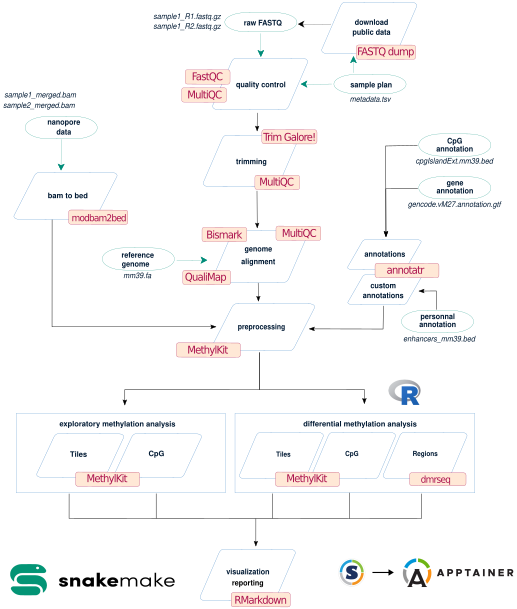 sample1_R1.fastq.gz
sample1_R2.fastq.gz
raw FASTQ
download
public data
FASTQ dump
FastQC
MultiQC
quality control
sample plan
metadata.tsv
sample1_merged.bam
sample2_merged.bam
nanopore
data
Trim Galore!
trimming
MultiQC
CpG
annotation
cpgIslandExt.mm39.bed
gene
annotation
gencode.vM27.annotation.gtf
bam to bed
modbam2bed
Bismark
MultiQC
genome
alignment
QualiMap
reference
genome
mm39.fa
annotations
annotatr
custom
annotations
personnal
annotation
enhancers_mm39.bed
preprocessing
MethylKit
R
exploratory methylation analysis
Tiles
CpG
MethylKit
differential methylation analysis
Tiles
CpG
Regions
MethylKit
dmrseq
visualization
reporting
RMarkdown
snakemake
S
A
APPTAINER